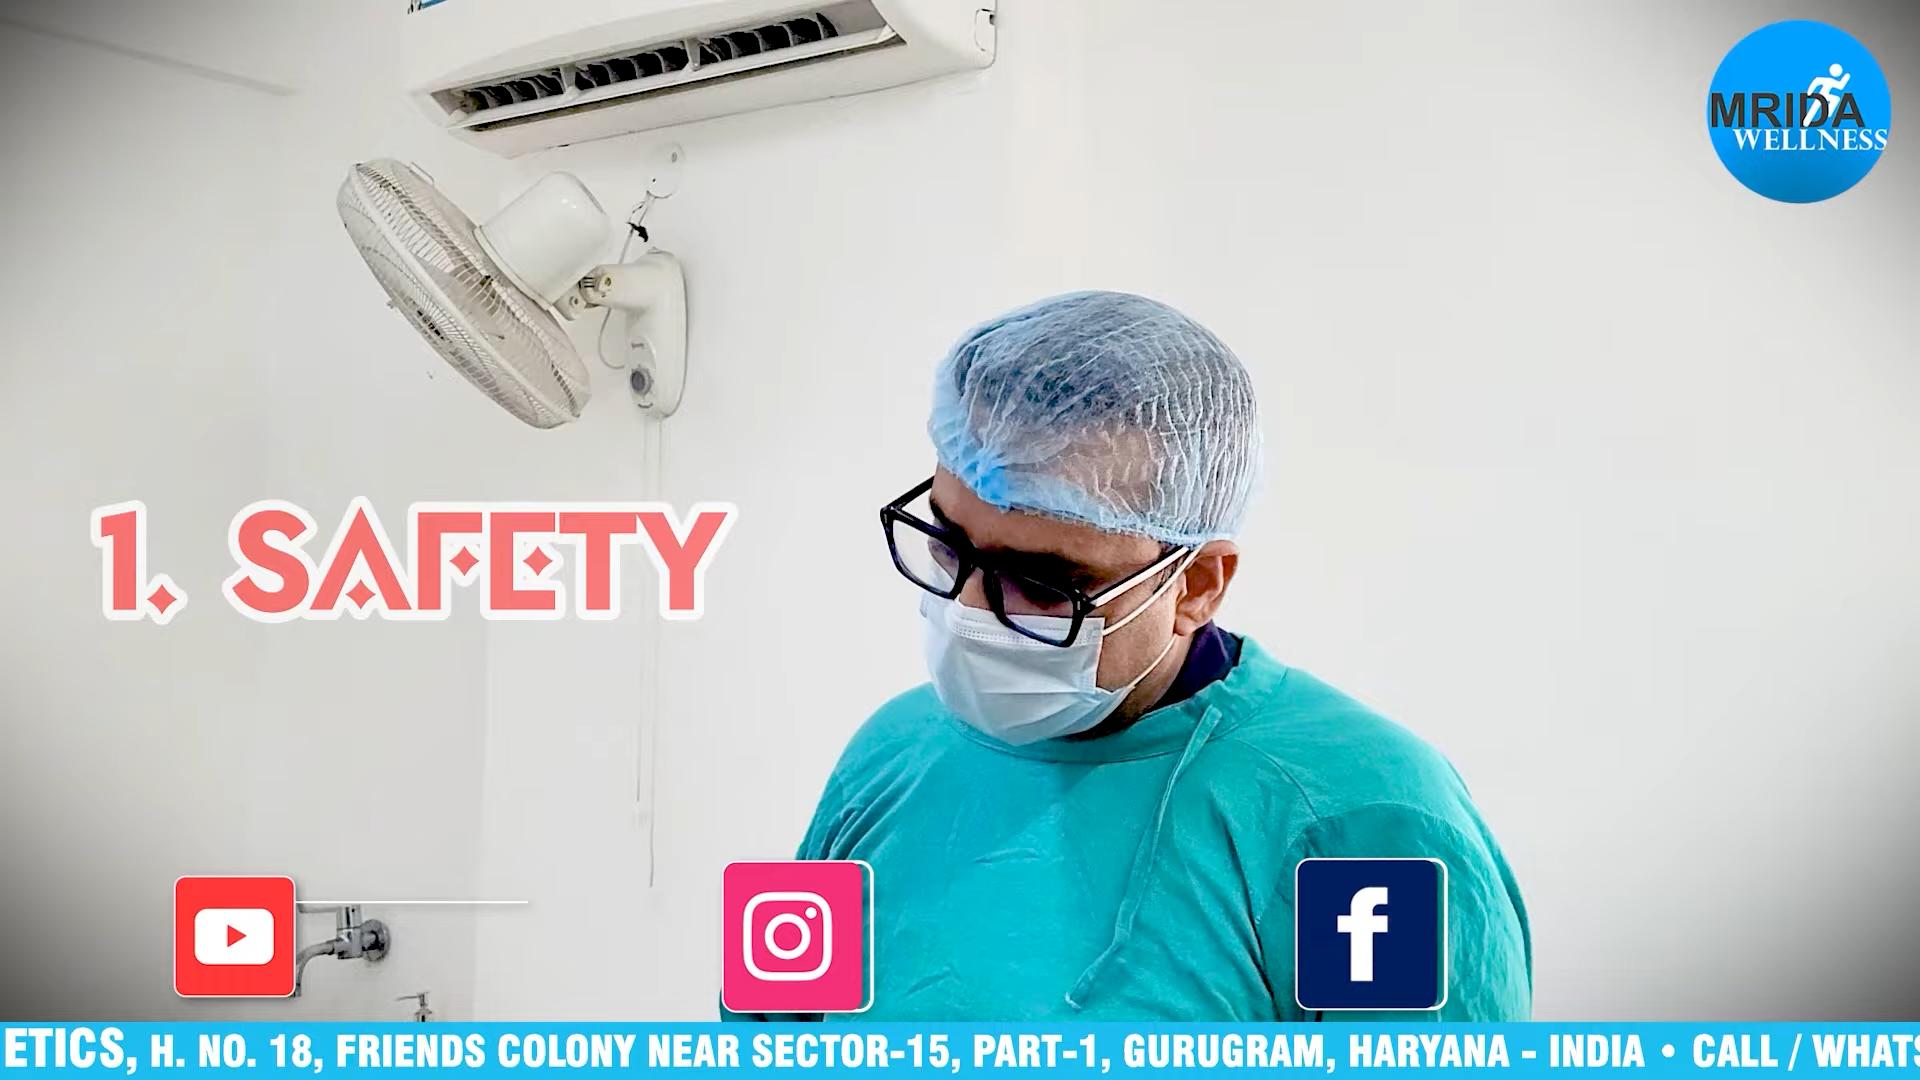 MRIDA
WELLNESS
1. SAFETY
ETICS, H. NO. 18, FRIENDS COLONY NEAR SECTOR-15, PART-1, GURUGRAM, HARYANA - INDIA • CALL / WHATS